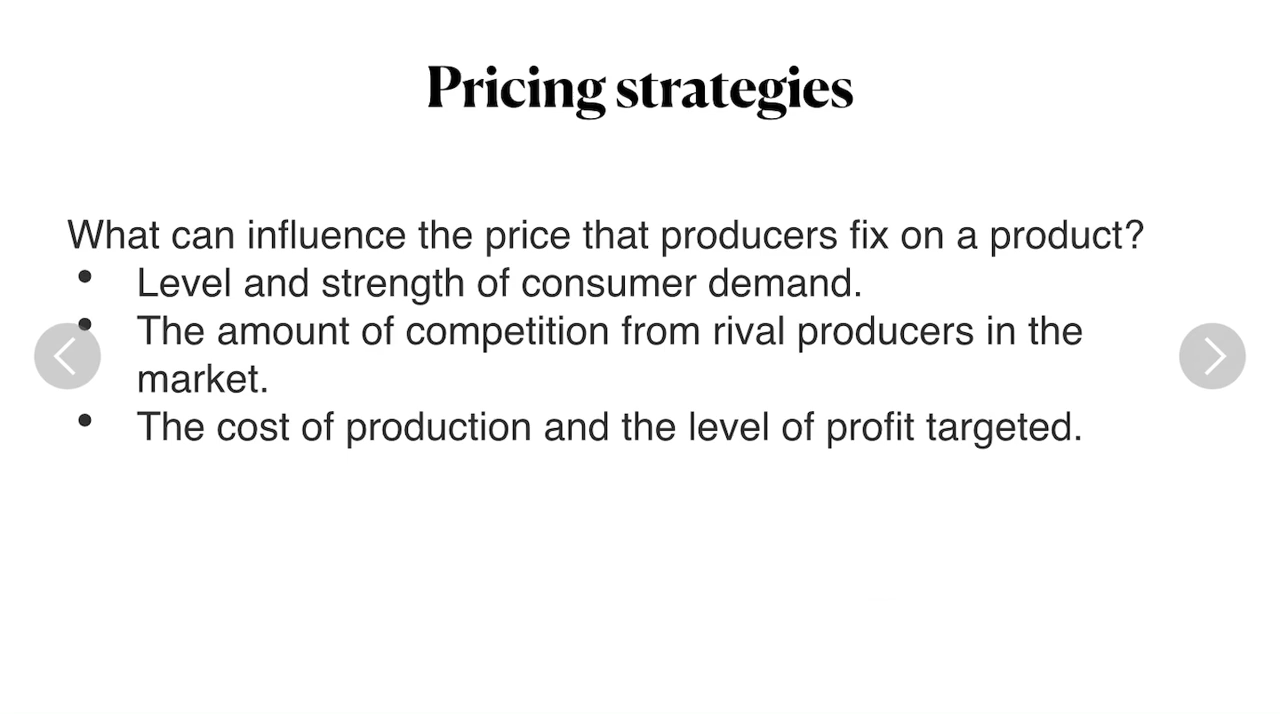 Pricing strategies
What can influence the price that producers fix on a product?
• Level and strength of consumer demand.
• The amount of competition from rival producers in the
market.
• The cost of production and the level of profit targeted.